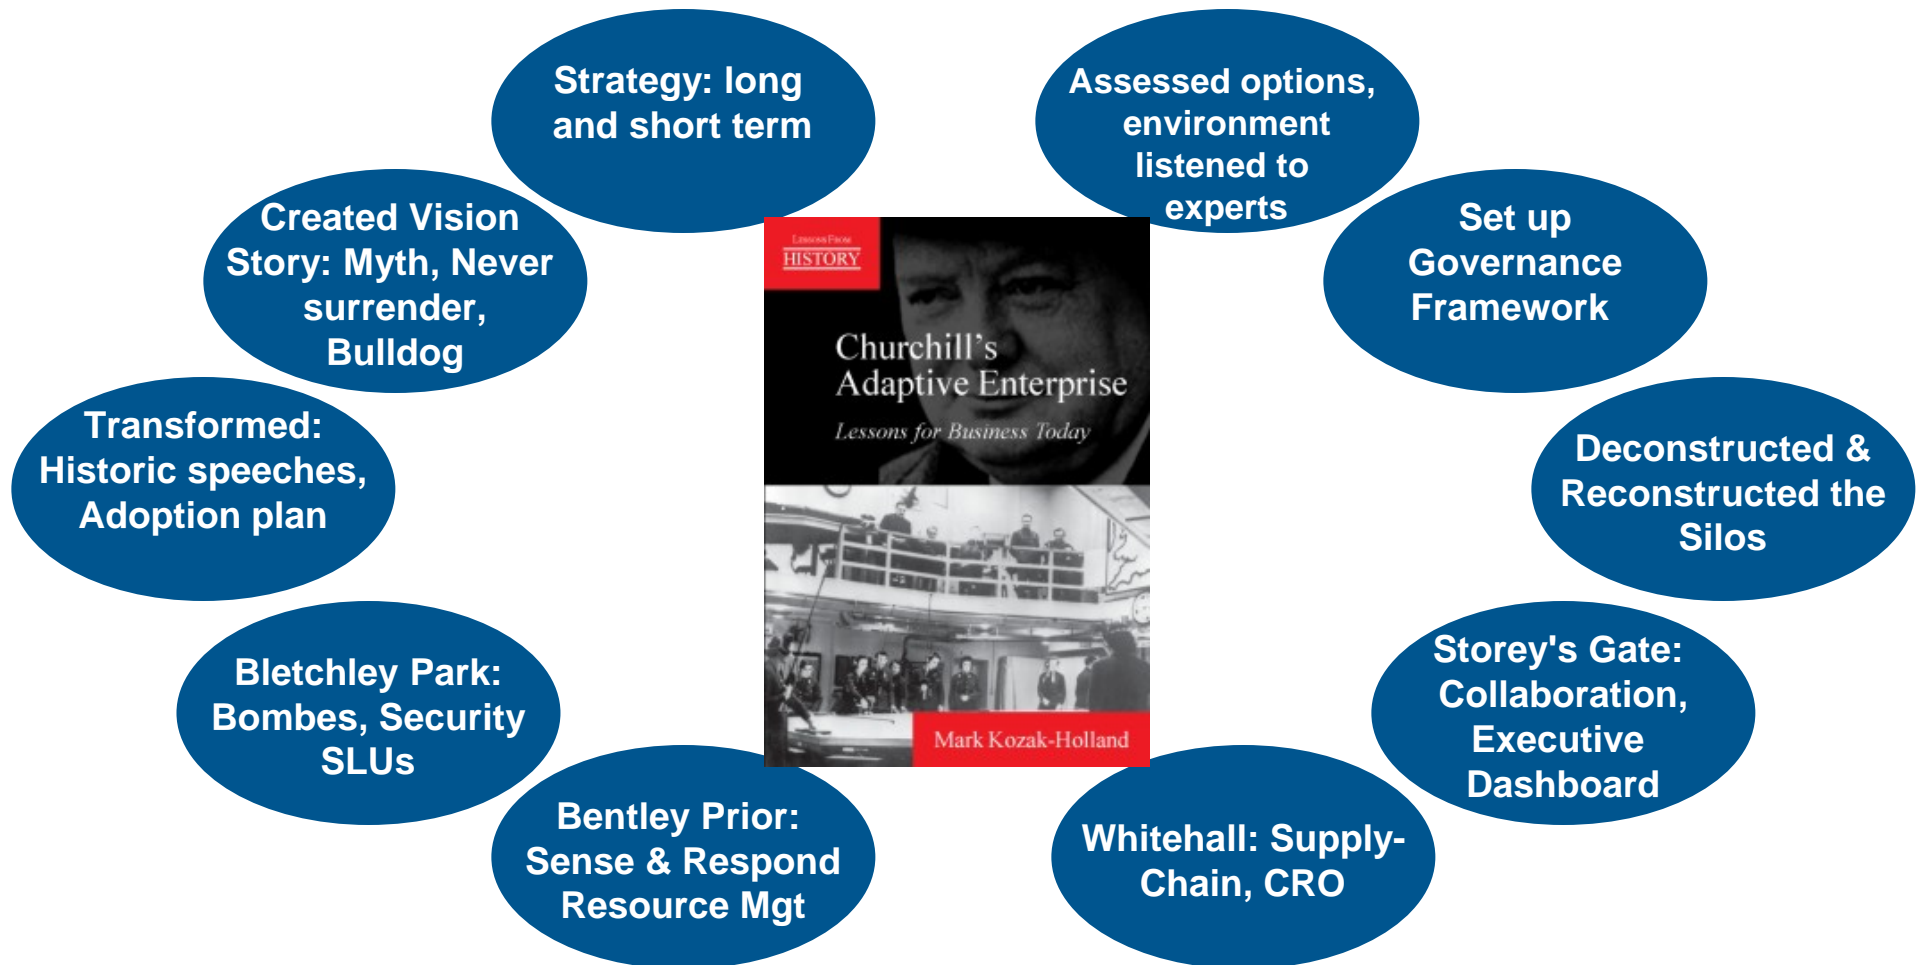 Strategy: long
and short term
Assessed options,
environment
listened to
experts
Created Vision
Story: Myth, Never
surrender,
Bulldog
Set up
Governance
Framework
LESSONS FROM
HISTORY
Churchill's
Adaptive Enterprise
Lessons for Business Today
Mark Kozak-Holland
Transformed:
Historic speeches,
Adoption plan
Deconstructed &
Reconstructed the
Silos
Bletchley Park:
Bombes, Security
SLUs
Storey's Gate:
Collaboration,
Executive
Dashboard
Bentley Prior:
Sense & Respond
Resource Mgt
Whitehall: Supply-
Chain, CRO